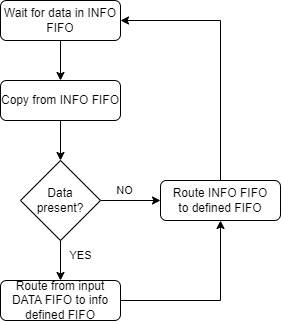 Wait for data in INFO
FIFO
Copy from INFO FIFO
Data
present?
NO
Route INFO FIFO
to defined FIFO
YES
Route from input
DATA FIFO to info
defined FIFO